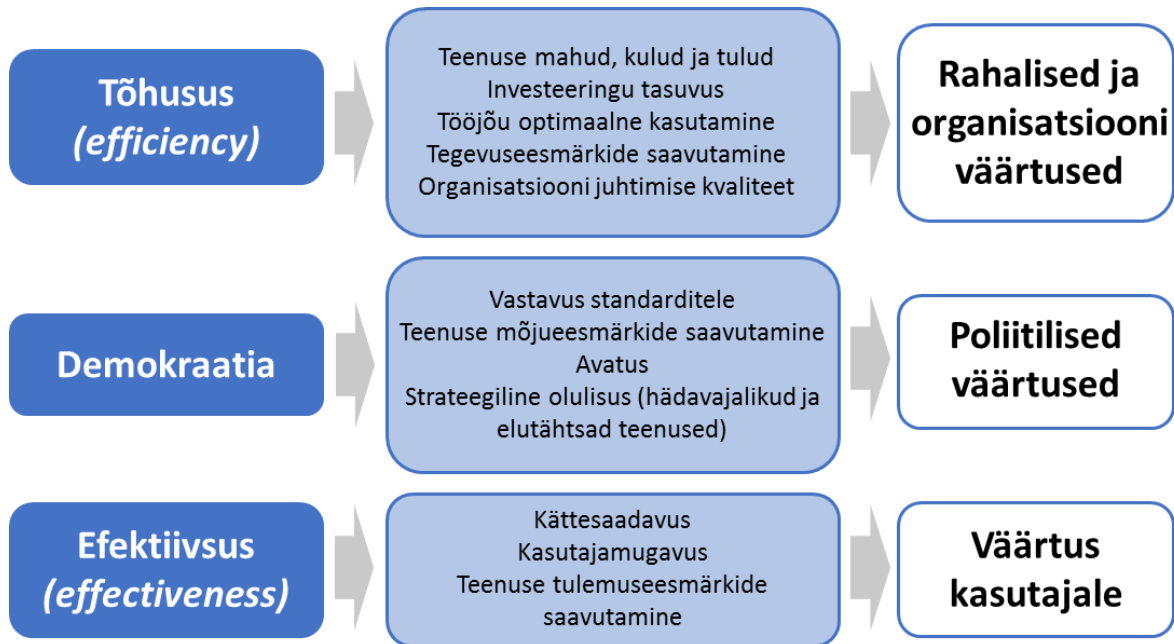 Tõhusus
(efficiency)
Teenuse mahud, kulud ja tulud
Investeeringu tasuvus
Tööjõu optimaalne kasutamine
Tegevuseesmärkide saavutamine
Organisatsiooni juhtimise kvaliteet
Rahalised ja
organisatsiooni
väärtused
Demokraatia
Vastavus standarditele
Teenuse mõjueesmärkide saavutamine
Avatus
Strateegiline olulisus (hädavajalikud ja
elutähtsad teenused)
Poliitilised
väärtused
Efektiivsus
(effectiveness)
Kättesaadavus
Kasutajamugavus
Teenuse tulemuseesmärkide
saavutamine
Väärtus
kasutajale